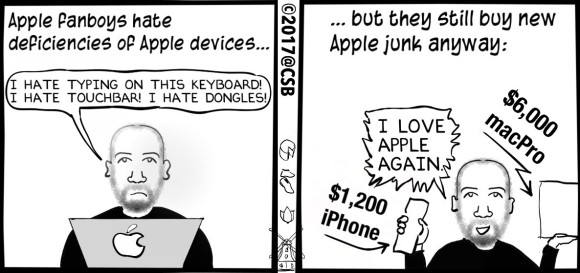 Apple fanboys hate
deficiencies of Apple devices...
I HATE TYPING ON THIS KEYBOARD!
I HATE TOUCHBAR! I HATE DONGLES!
©2017@CSB
... but they still buy new
Apple junk anyway:
I LOVE
APPLE
AGAIN.
$6,000
macPro
$1,200
iPhone